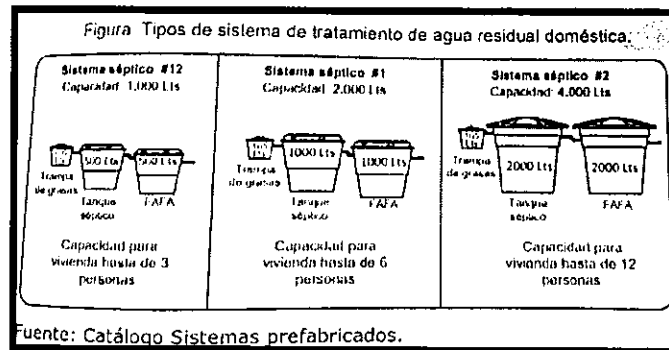 Figura Tipos de sistema de tratamiento de agua residual doméstica.
Sistema séptico #12
Capacidad 1.000 Lts
500 Lts
500 Lts
Trampa
de grasas
Tanque
séptico
FAFA
Capacidad para
vivienda hasta de 3
personas
Sistema séptico #1
Capacidad 2.000 Lts
1000 Lts
1000 Lts
Trampa
de grasas
Tanque
séptico
FAFA
Capacidad para
vivienda hasta de 6
personas
Sistema séptico #2
Capacidad: 4.000 Lts
2000 Lts
2000 Lts
Trampa
de grasas
Tanque
séptico
FAFA
Capacidad para
vivienda hasta de 12
personas
Fuente: Catálogo Sistemas prefabricados.